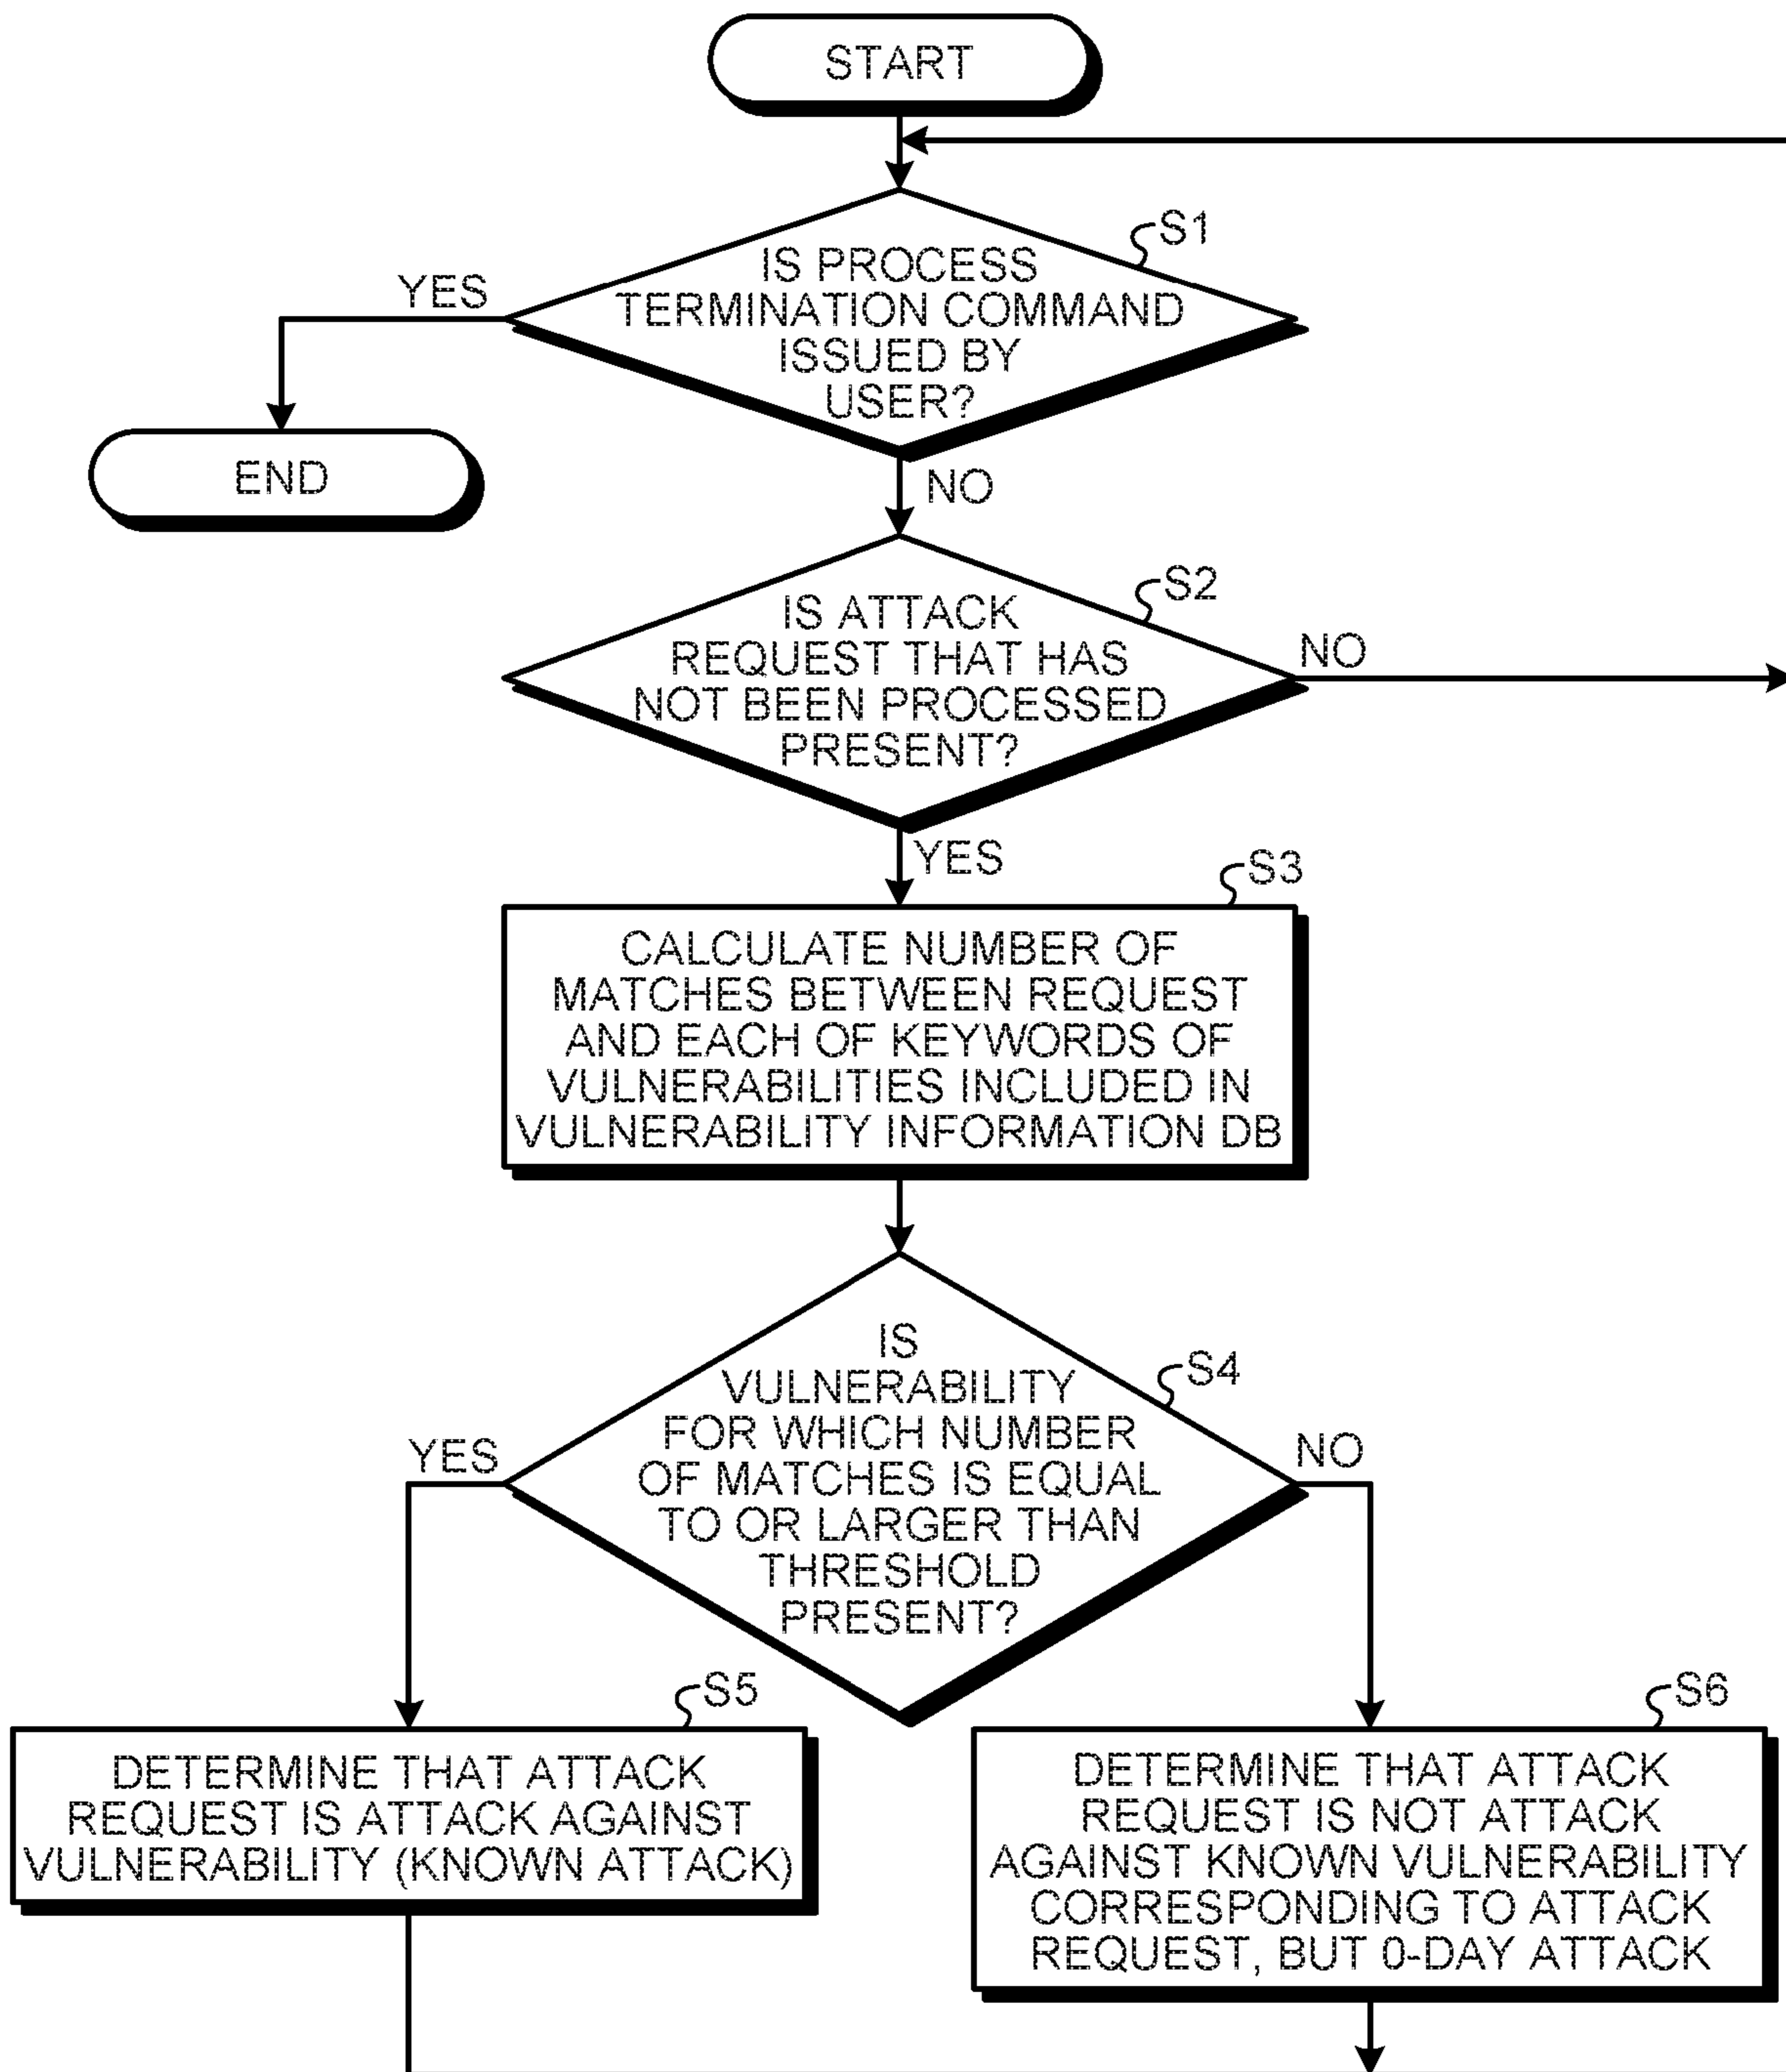 START
S1
IS PROCESS
TERMINATION COMMAND
ISSUED BY
USER?
YES
END
NO
S2
IS ATTACK
REQUEST THAT HAS
NOT BEEN PROCESSED
PRESENT?
NO
YES
S3
CALCULATE NUMBER OF
MATCHES BETWEEN REQUEST
AND EACH OF KEYWORDS OF
VULNERABILITIES INCLUDED IN
VULNERABILITY INFORMATION DB
S4
IS
VULNERABILITY
FOR WHICH NUMBER
OF MATCHES IS EQUAL
TO OR LARGER THAN
THRESHOLD
PRESENT?
YES
NO
S5
DETERMINE THAT ATTACK
REQUEST IS ATTACK AGAINST
VULNERABILITY (KNOWN ATTACK)
S6
DETERMINE THAT ATTACK
REQUEST IS NOT ATTACK
AGAINST KNOWN VULNERABILITY
CORRESPONDING TO ATTACK
REQUEST, BUT 0-DAY ATTACK